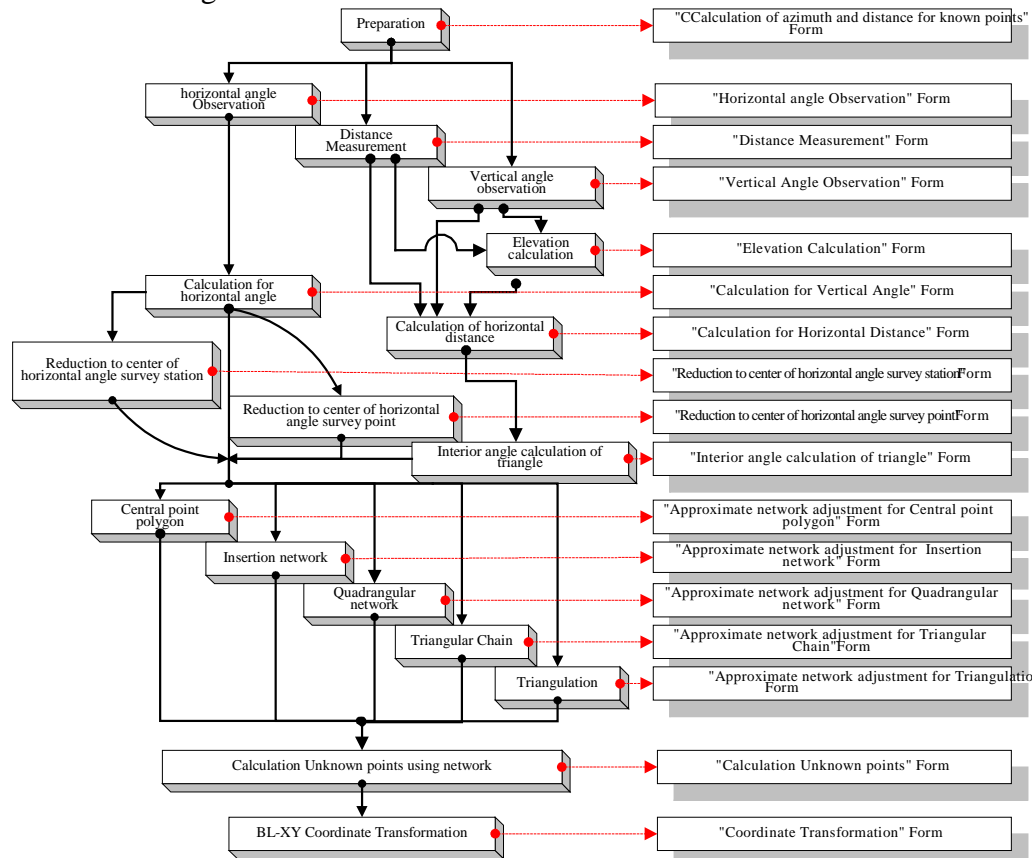 Preparation
"CCalculation of azimuth and distance for known points"
Form
horizontal angle
Observation
"Horizontal angle Observation" Form
Distance
Measurement
"Distance Measurement" Form
Vertical angle
observation
"Vertical Angle Observation" Form
Elevation
calculation
"Elevation Calculation" Form
Calculation for
horizontal angle
"Calculation for Vertical Angle" Form
Calculation of horizontal
distance
"Calculation for Horizontal Distance" Form
Reduction to center of
horizontal angle survey station
"Reduction to center of horizontal angle survey station"Form
Reduction to center of horizontal
angle survey point
"Reduction to center of horizontal angle survey point"Form
Interior angle calculation of
triangle
"Interior angle calculation of triangle" Form
Central point
polygon
"Approximate network adjustment for Central point
polygon" Form
Insertion network
"Approximate network adjustment for Insertion
network" Form
Quadrangular
network
"Approximate network adjustment for Quadrangular
network" Form
Triangular Chain
"Approximate network adjustment for Triangular
Chain"Form
Triangulation
"Approximate network adjustment for Triangulatio
Form
Calculation Unknown points using network
"Calculation Unknown points" Form
BL-XY Coordinate Transformation
"Coordinate Transformation" Form